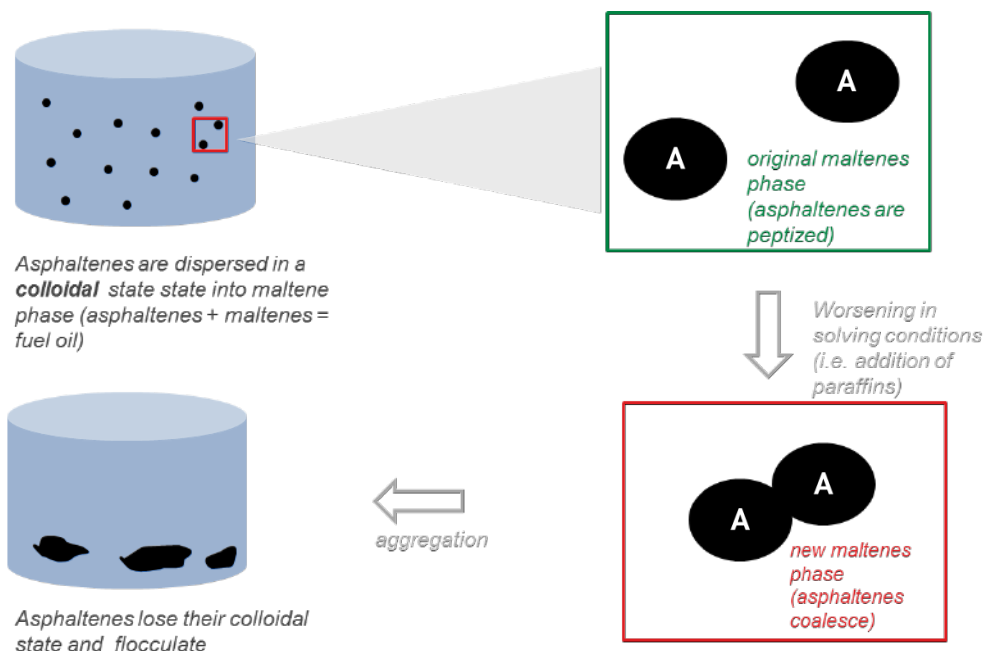 A
A
original maltenes
phase
(asphaltenes are
peptized)
Asphaltenes are dispersed in a
colloidal state state into maltene
phase (asphaltenes + maltenes =
fuel oil)
Worsening in
solving conditions
(i.e. addition of
paraffins)
A
A
new maltenes
phase
(asphaltenes
coalesce)
aggregation
Asphaltenes lose their colloidal
state and flocculate